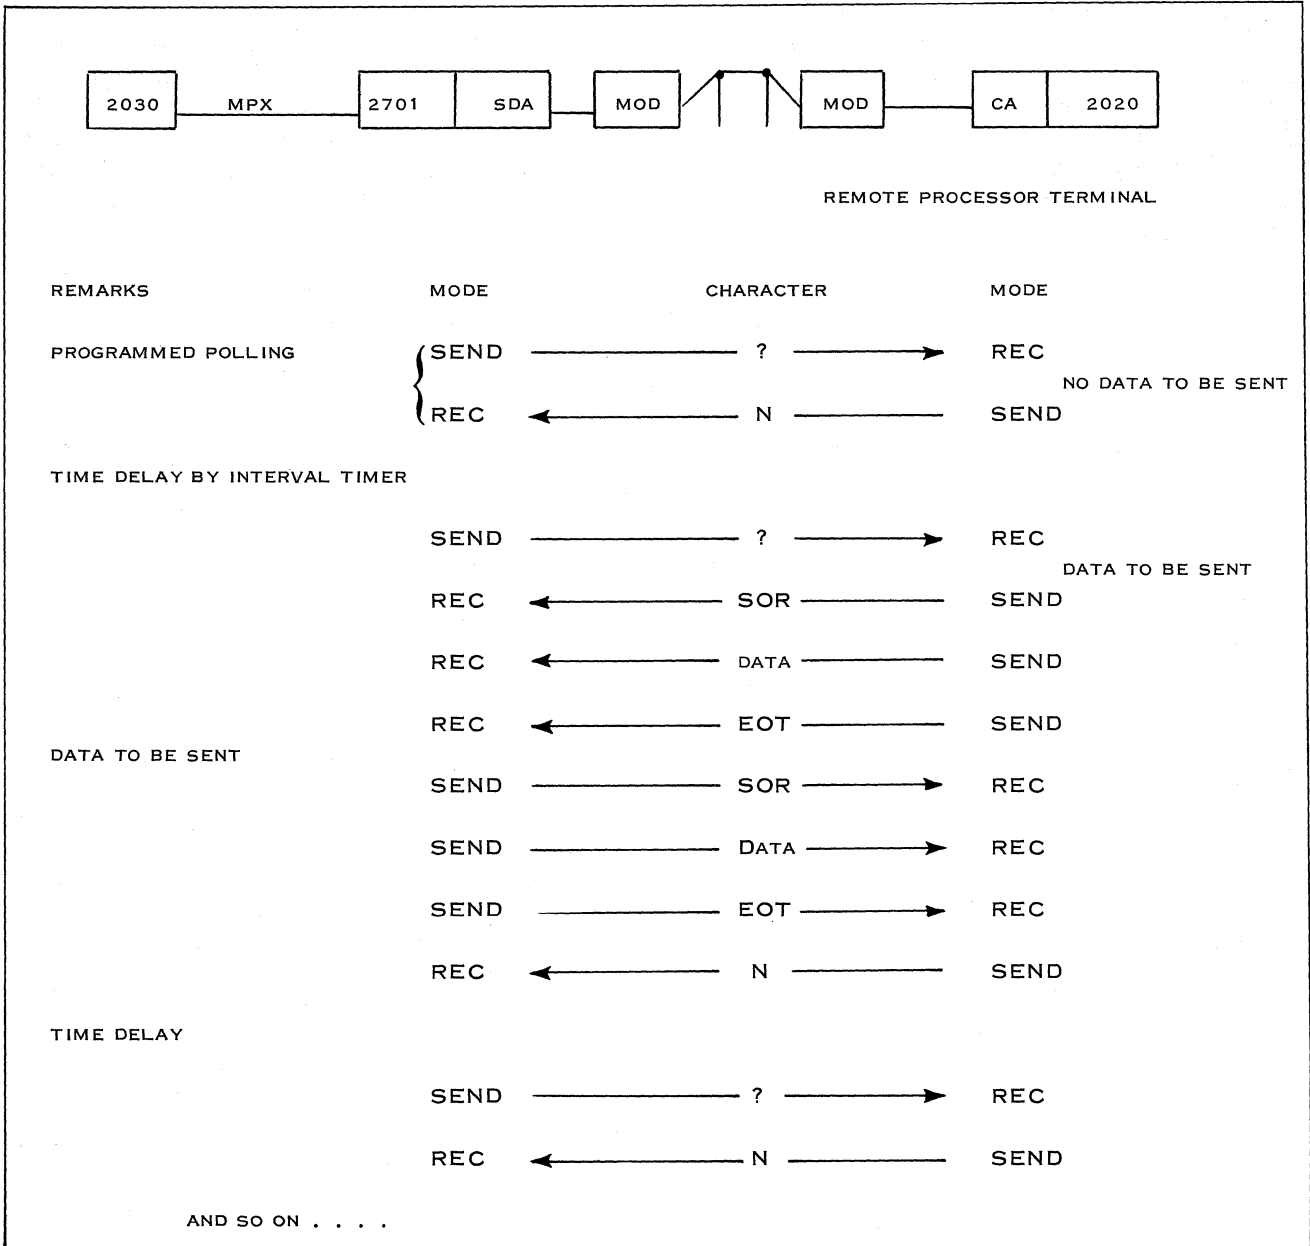 2030 MPX 2701 SDA MOD MOD CA 2020
REMOTE PROCESSOR TERMINAL
REMARKS MODE CHARACTER MODE
PROGRAMMED POLLING SEND ? REC
NO DATA TO BE SENT
REC N SEND
TIME DELAY BY INTERVAL TIMER
SEND ? REC
DATA TO BE SENT
REC SOR SEND
REC DATA SEND
REC EOT SEND
DATA TO BE SENT
SEND SOR REC
SEND DATA REC
SEND EOT REC
REC N SEND
TIME DELAY
SEND ? REC
REC N SEND
AND SO ON . . . .